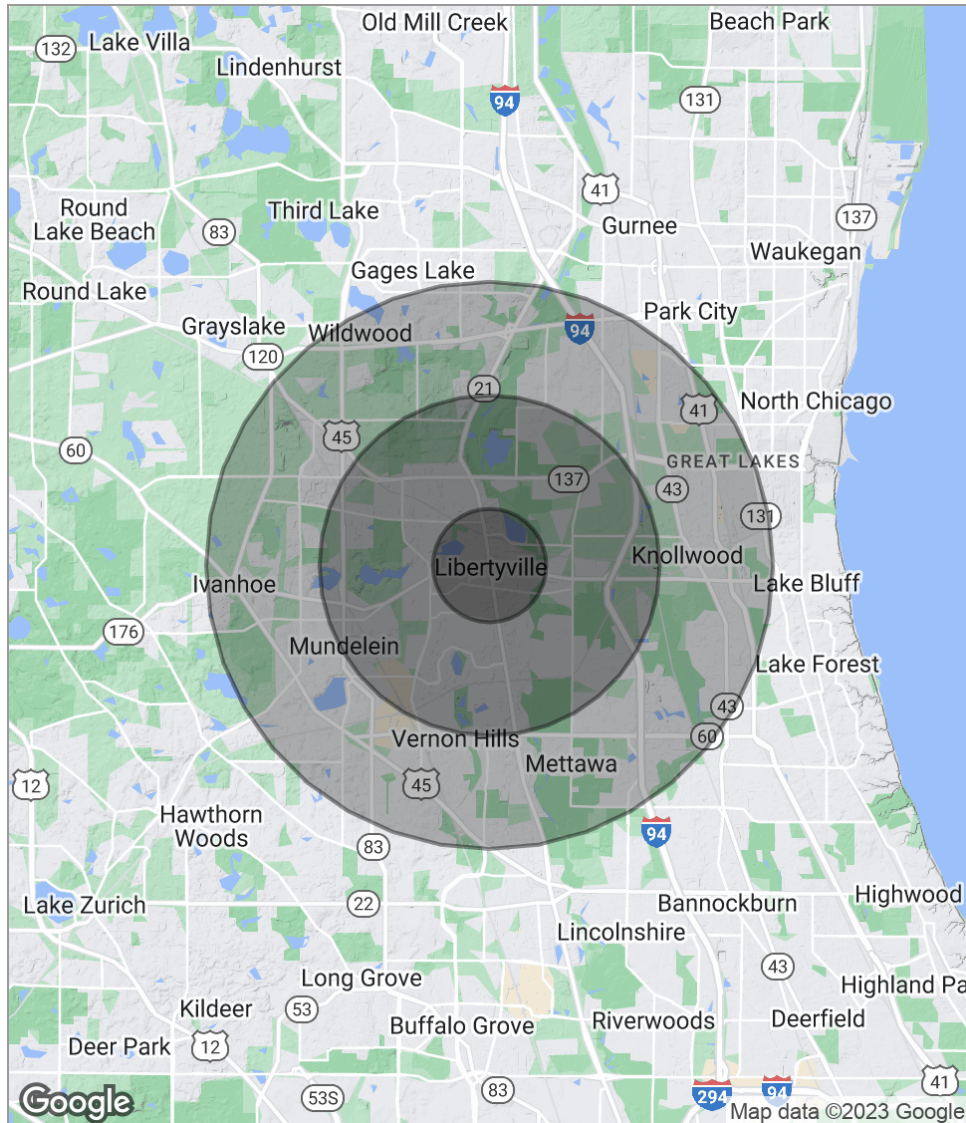 Old Mill Creek
Beach Park
132
Lake Villa
Lindenhurst
94
131
41
Round
Lake Beach
Third Lake
83
137
Gurnee
Waukegan
Gages Lake
Round Lake
Park City
Grayslake
Wildwood
94
120
21
North Chicago
41
45
60
GREAT LAKES
137
43
131
Libertyville
Knollwood
Ivanhoe
Lake Bluff
176
Mundelein
Lake Forest
43
60
Vernon Hills
Mettawa
12
45
Hawthorn
Woods
94
83
Lake Zurich
22
Bannockburn
Highwood
Lincolnshire
43
Long Grove
Highland Pa
Kildeer
53
Buffalo Grove
Riverwoods
Deerfield
Deer Park
12
41
Google
53S
83
294
94
Map data ©2023 Google